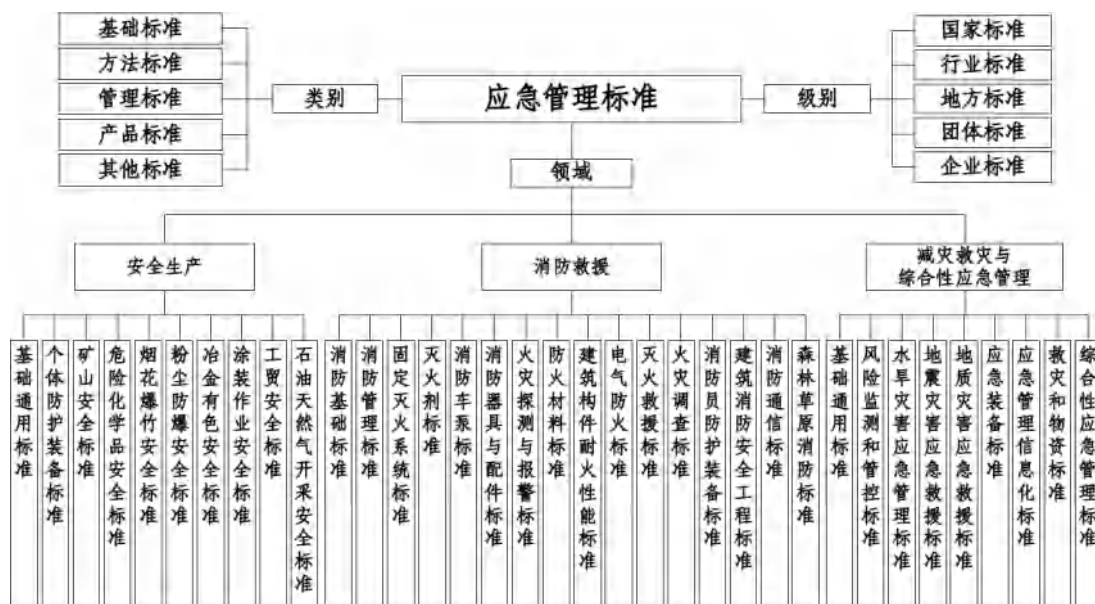 基础标准
方法标准
管理标准
产品标准
其他标准
类别
应急管理标准
级别
国家标准
行业标准
地方标准
团体标准
企业标准
领域
安全生产
消防救援
减灾救灾与
综合性应急管理
基础通用标准
个体防护装备标准
矿山安全标准
危险化学品安全标准
烟花爆竹安全标准
粉尘防爆安全标准
冶金有色安全标准
涂装作业安全标准
工贸安全标准
石油天然气开采安全标准
消防基础标准
消防管理标准
固定灭火系统标准
灭火剂标准
消防车泵标准
消防器具与配件标准
火灾探测与报警标准
防火材料标准
建筑构件耐火性能标准
电气防火标准
灭火救援标准
火灾调查标准
消防员防护装备标准
建筑消防安全工程标准
消防通信标准
森林草原消防标准
基础通用标准
风险监测和管控标准
水旱灾害应急管理标准
地震灾害应急救援标准
地质灾害应急救援标准
应急装备标准
应急管理信息化标准
救灾和物资标准
综合性应急管理标准